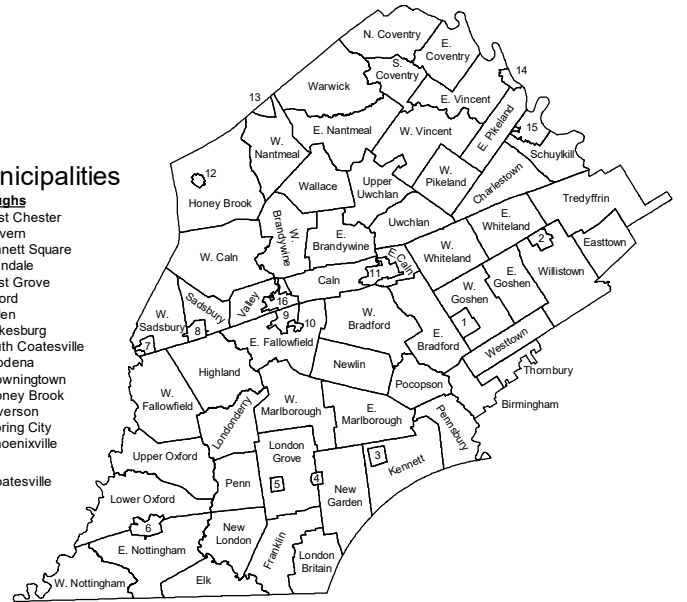 nicipalities
ughs
st Chester
vern
nnett Square
ndale
st Grove
ord
len
kesburg
uth Coatesville
odena
owningtown
oney Brook
verson
pring City
oenixville
oatesville
N. Coventry
E.
Coventry
S.
Coventry
14
Warwick
13
E. Vincent
E. Nantmeal
W. Vincent
E. Pikeland
15
W.
Nantmeal
Schuylkill
12
Honey Brook
Wallace
Upper
Uwchlan
W.
Pikeland
Charlestown
Tredyffrin
W.
Brandywine
E.
Brandywine
Uwchlan
E.
Whiteland
Easttown
2
W. Caln
W.
Whiteland
E. Caln
11
Caln
Willistown
E.
Goshen
W.
Goshen
Sadsbury
Valley
16
W.
Sadsbury
9
10
8
7
W.
Bradford
1
E.
Bradford
Westtown
E. Fallowfield
Thornbury
Highland
Newlin
Pocopson
Birmingham
W.
Fallowfield
Londonderry
W.
Marlborough
E.
Marlborough
Pennsbury
Upper Oxford
London
Grove
3
Kennett
Penn
5
4
New
Garden
Lower Oxford
6
E. Nottingham
New
London
Franklin
London
Britain
W. Nottingham
Elk